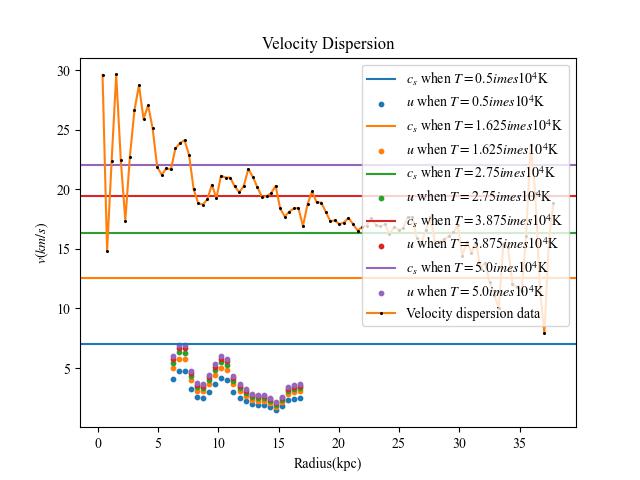 Velocity Dispersion
30
25
20
15
10
5
v(km/s)
0 5 10 15 20 25 30 35
Radius(kpc)
c_s when T = 0.5imes10^4K
u when T = 0.5imes10^4K
c_s when T = 1.625imes10^4K
u when T = 1.625imes10^4K
c_s when T = 2.75imes10^4K
u when T = 2.75imes10^4K
c_s when T = 3.875imes10^4K
u when T = 3.875imes10^4K
c_s when T = 5.0imes10^4K
u when T = 5.0imes10^4K
Velocity dispersion data